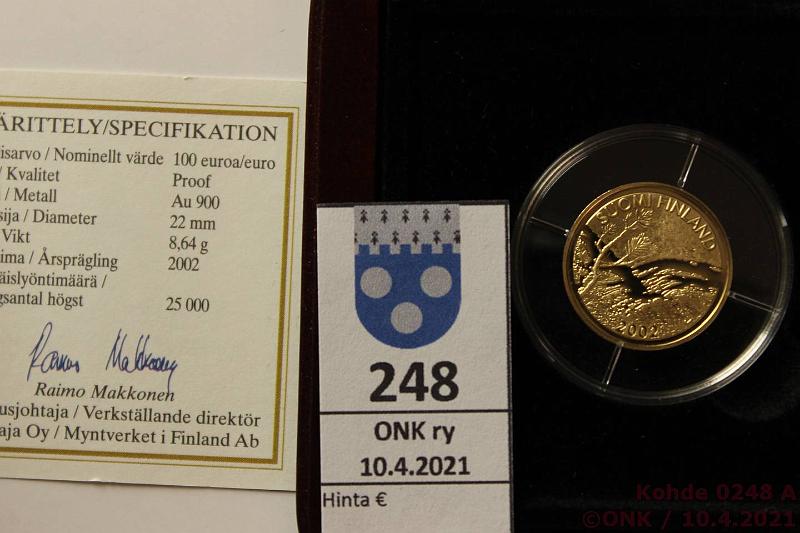 ÄRITTELY/SPECIFIKATION
isarvo / Nominellt värde 100 euroa/euro
/ Kvalitet Proof
/ Metall Au 900
sija / Diameter 22 mm
Vikt 8,64 g
ima / Årsprägling 2002
äislyöntimäärä /
gsantal högst 25 000
Raimo Makkonen
Raimo Makkonen
usjohtaja / Verkställande direktör
aja Oy / Myntverket i Finland Ab
248
ONK ry
10.4.2021
Hinta €
SUOMI FINLAND
2002
Kohde 0248 A
©ONK / 10.4.2021